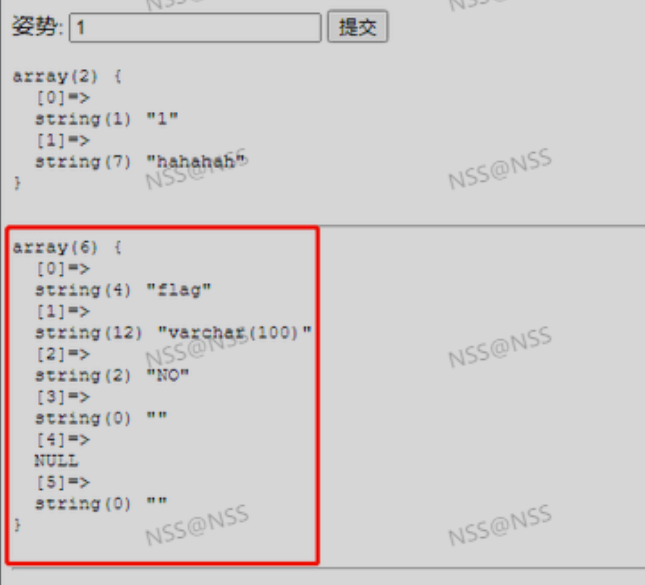 姿势: 1 提交
array(2) {
[0]=>
string(1) "1"
[1]=>
string(7) "hahahah"
}
array(6) {
[0]=>
string(4) "flag"
[1]=>
string(12) "varchar(100)"
[2]=>
string(2) "NO"
[3]=>
string(0) ""
[4]=>
NULL
[5]=>
string(0) ""
}
NSS@NSS
NSS@NSS
NSS@NSS
NSS@NSS
NSS@NSS
NSS@NSS